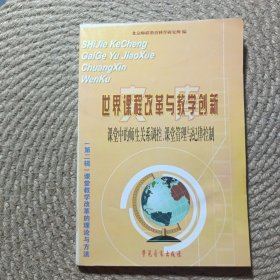 北京师联教育科学研究所 编
SHiJie KeCheng
GaiGe Yu JiaoXue
ChuangXin
WenKu
文库
世界课程改革与教学创新
课堂中的师生关系调控、课堂管理与纪律控制
（第二辑）课堂教学改革的理论与方法
学苑音像出版社